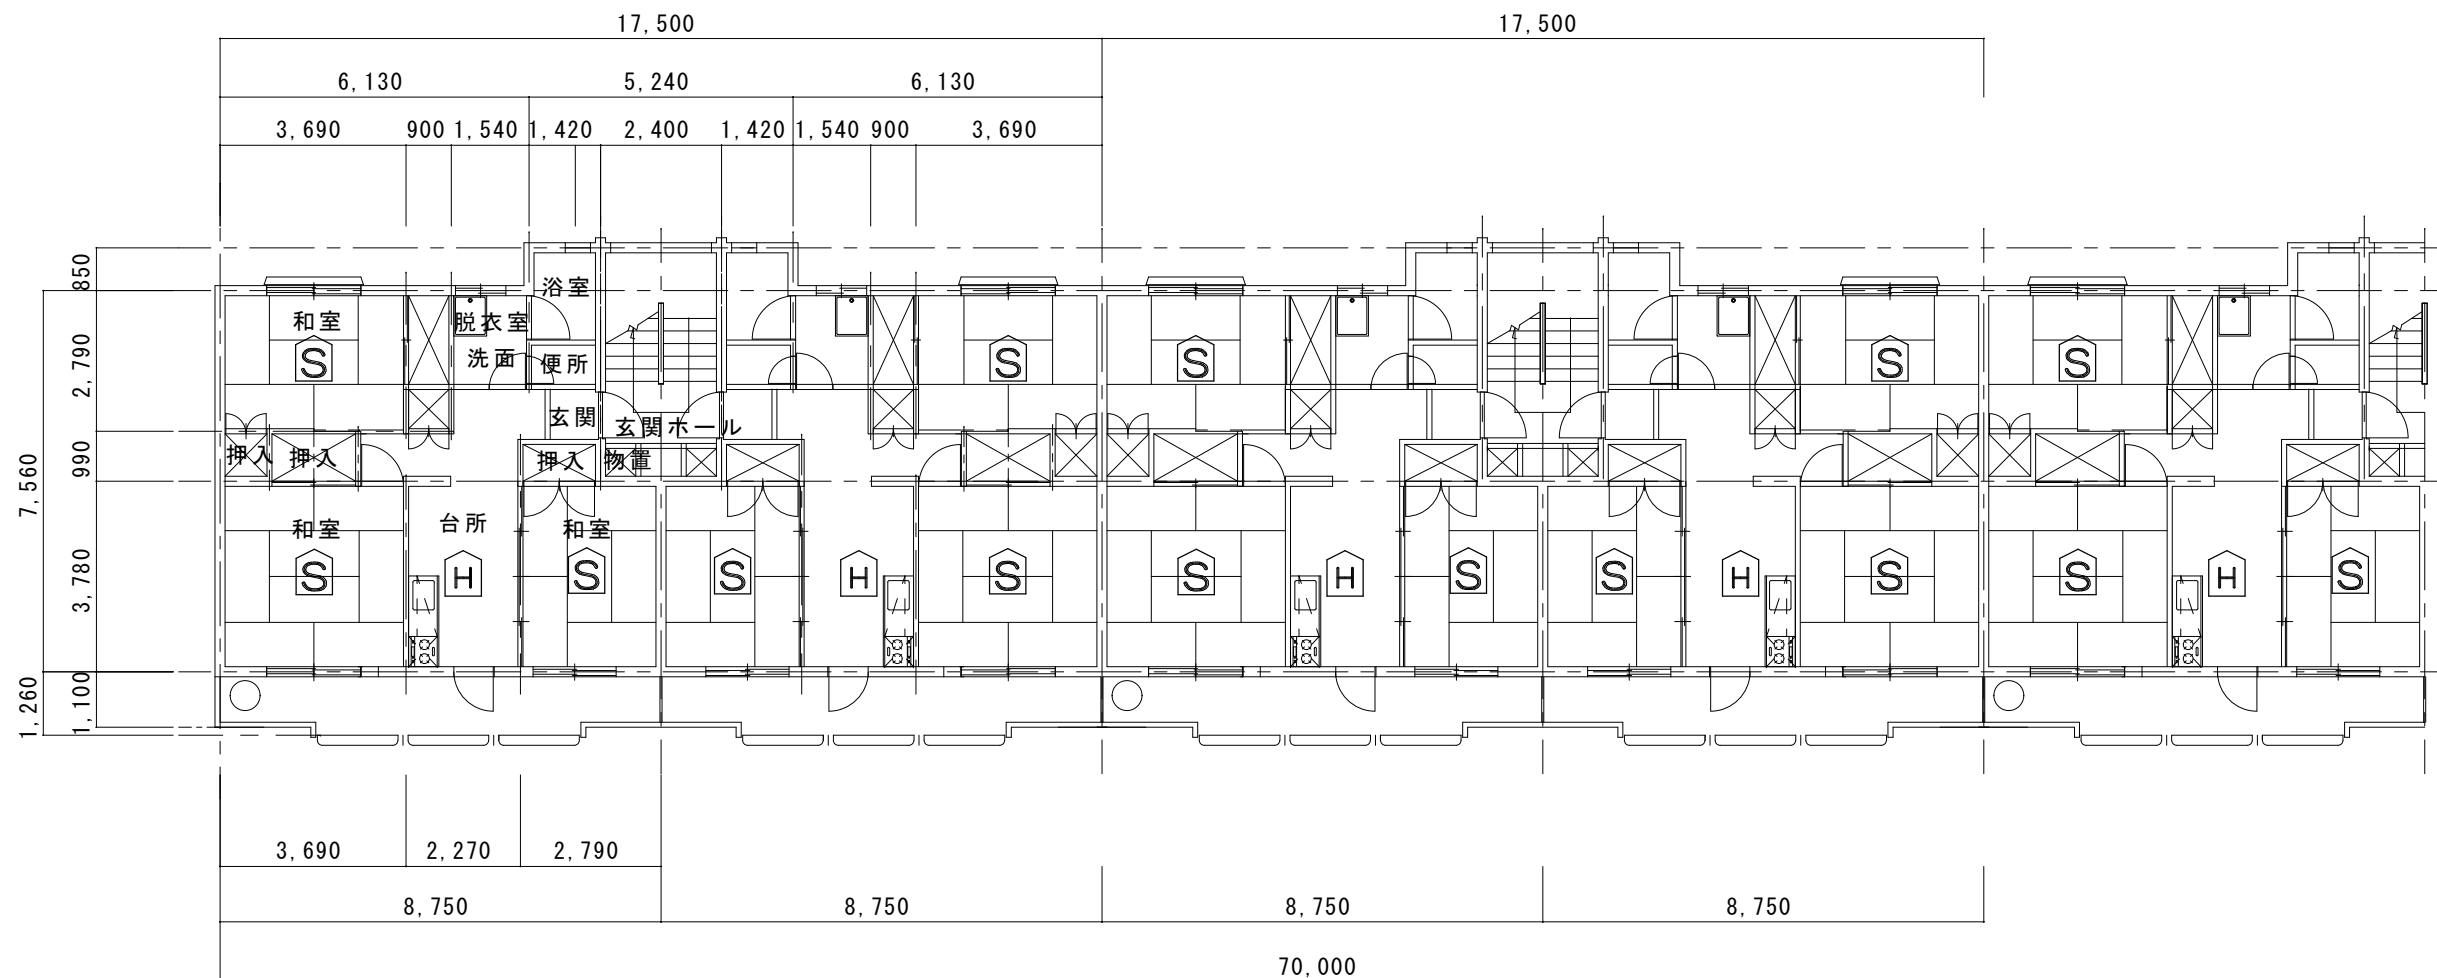 17,500 17,500
6,130 5,240 6,130
3,690 900 1,540 1,420 2,400 1,420 1,540 900 3,690
850
2,790
990
3,780
1,100
7,560
1,260
浴室
和室 脱衣室
S 洗面 便所 S S S S
玄関 玄関ホール
押入 押入 押入 物置
和室 台所 和室
S H S S H S S H S S H S S H S
3,690 2,270 2,790
8,750 8,750 8,750 8,750
70,000